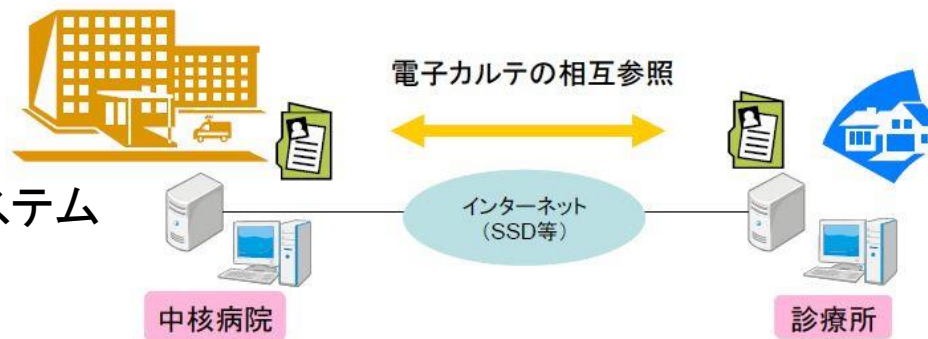 電子カルテの相互参照
ステム
インターネット
(SSD等)
中核病院
診療所